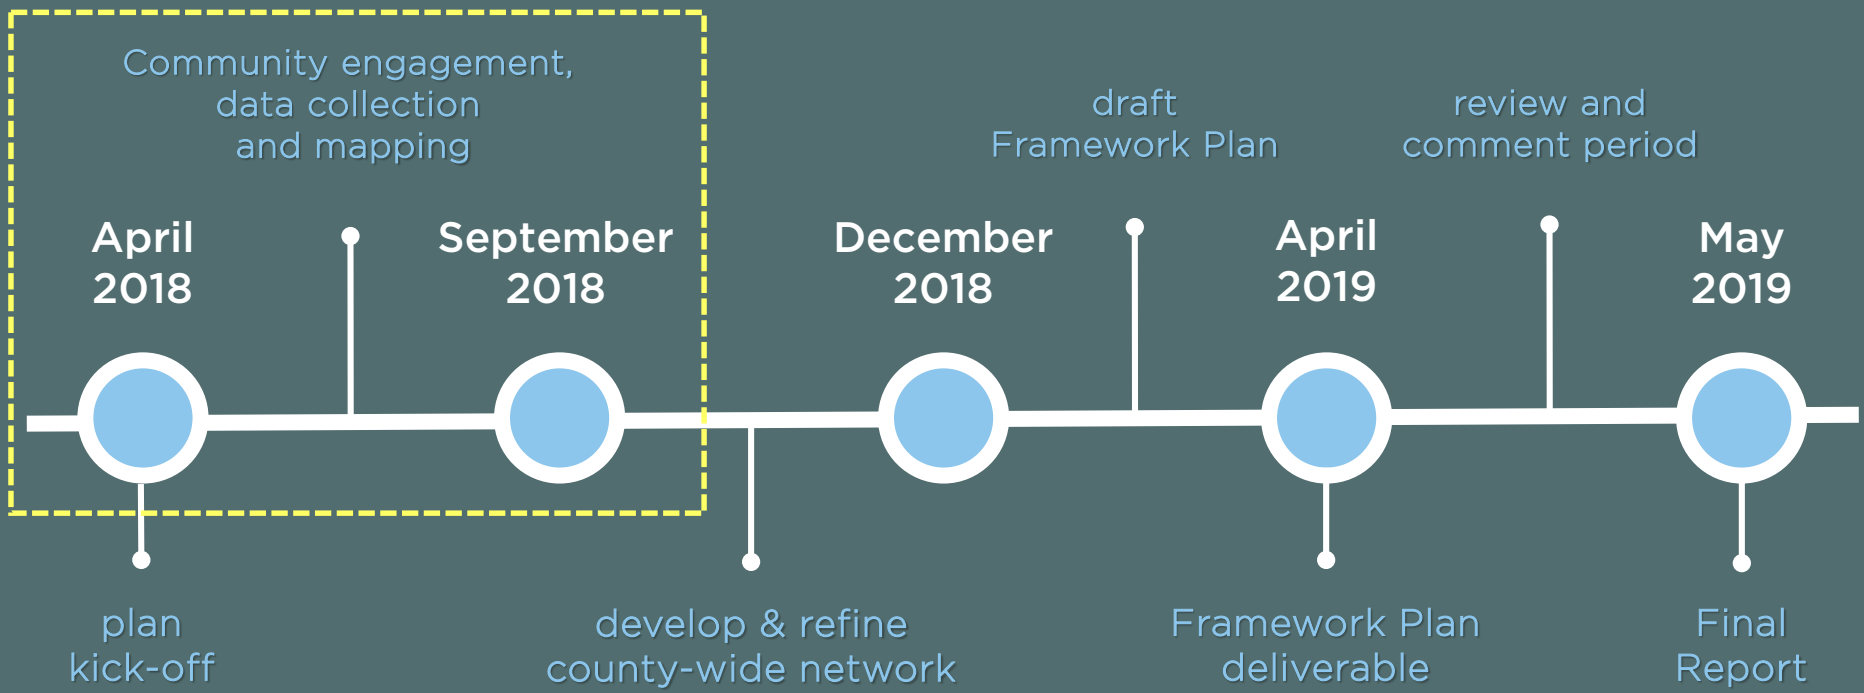 Community engagement,
data collection
and mapping
draft
Framework Plan
review and
comment period
April
2018
September
2018
December
2018
April
2019
May
2019
plan
kick-off
develop & refine
county-wide network
Framework Plan
deliverable
Final
Report